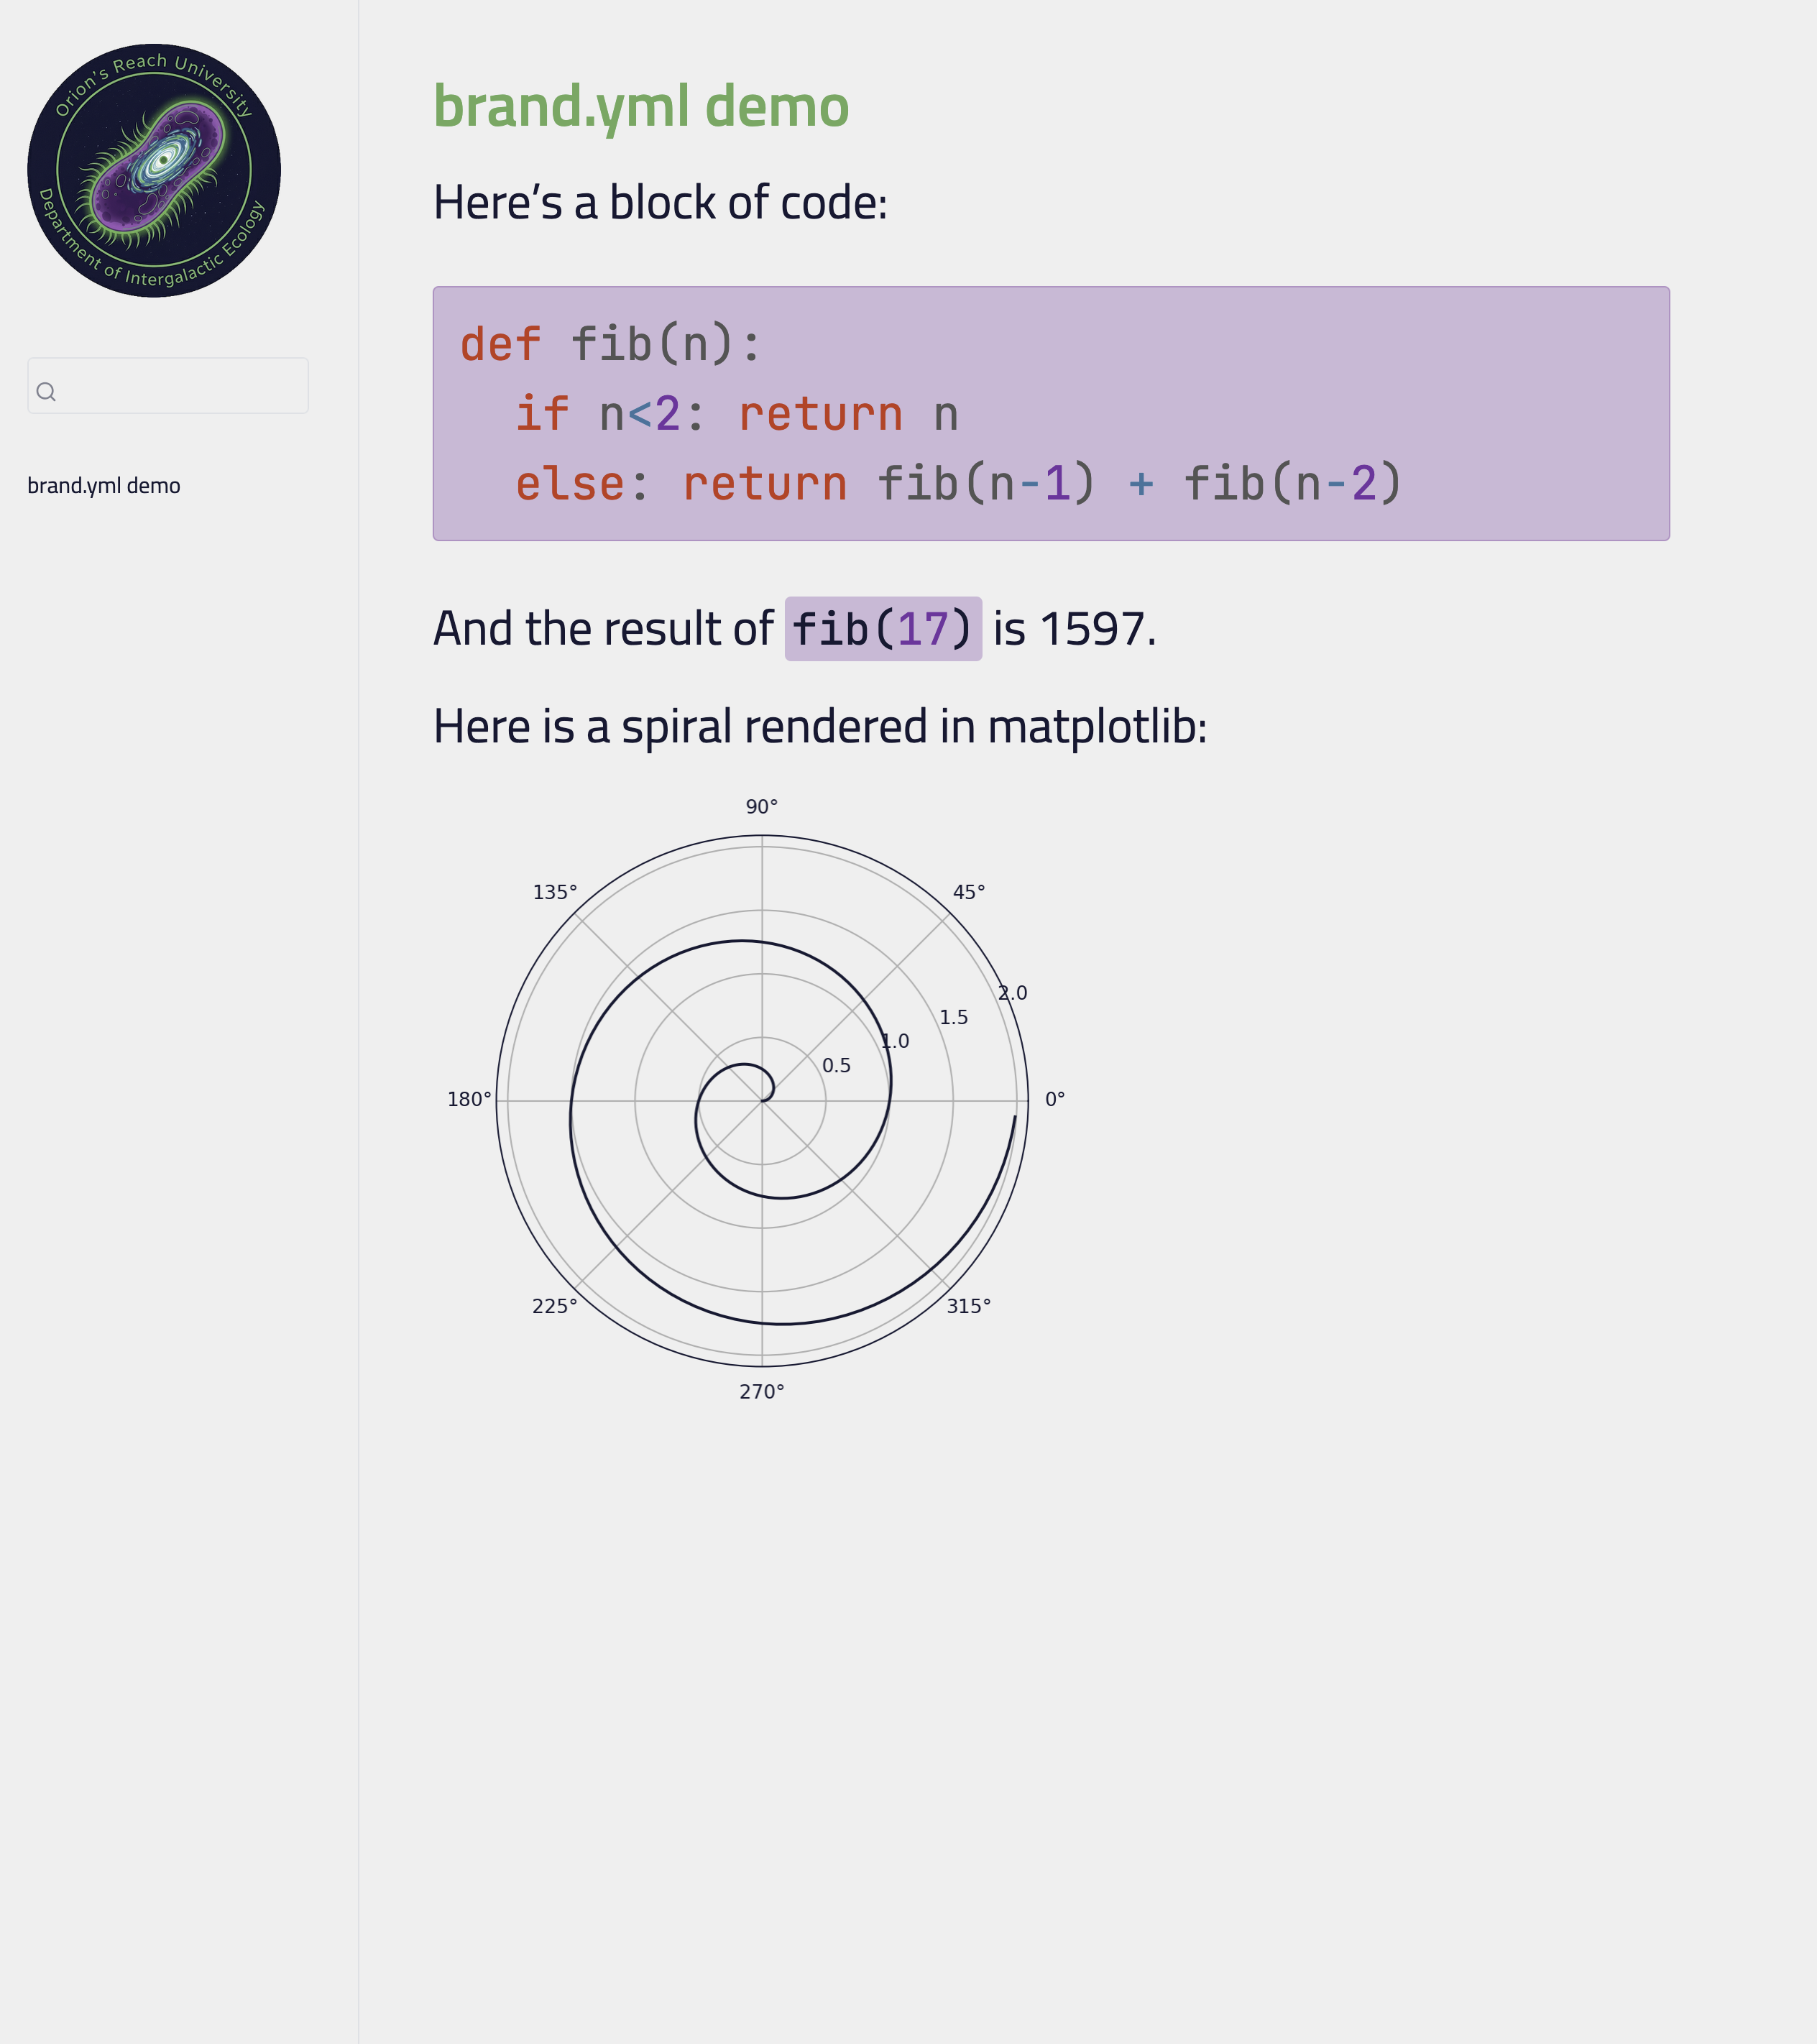 Orion's Reach University
Department of Intergalactic Ecology
brand.yml demo
brand.yml demo
Here’s a block of code:
def fib(n):
  if n<2: return n
  else: return fib(n-1) + fib(n-2)
And the result of fib(17) is 1597.
Here is a spiral rendered in matplotlib:
90°
135°
45°
2.0
1.5
1.0
0.5
180°
0°
225°
315°
270°